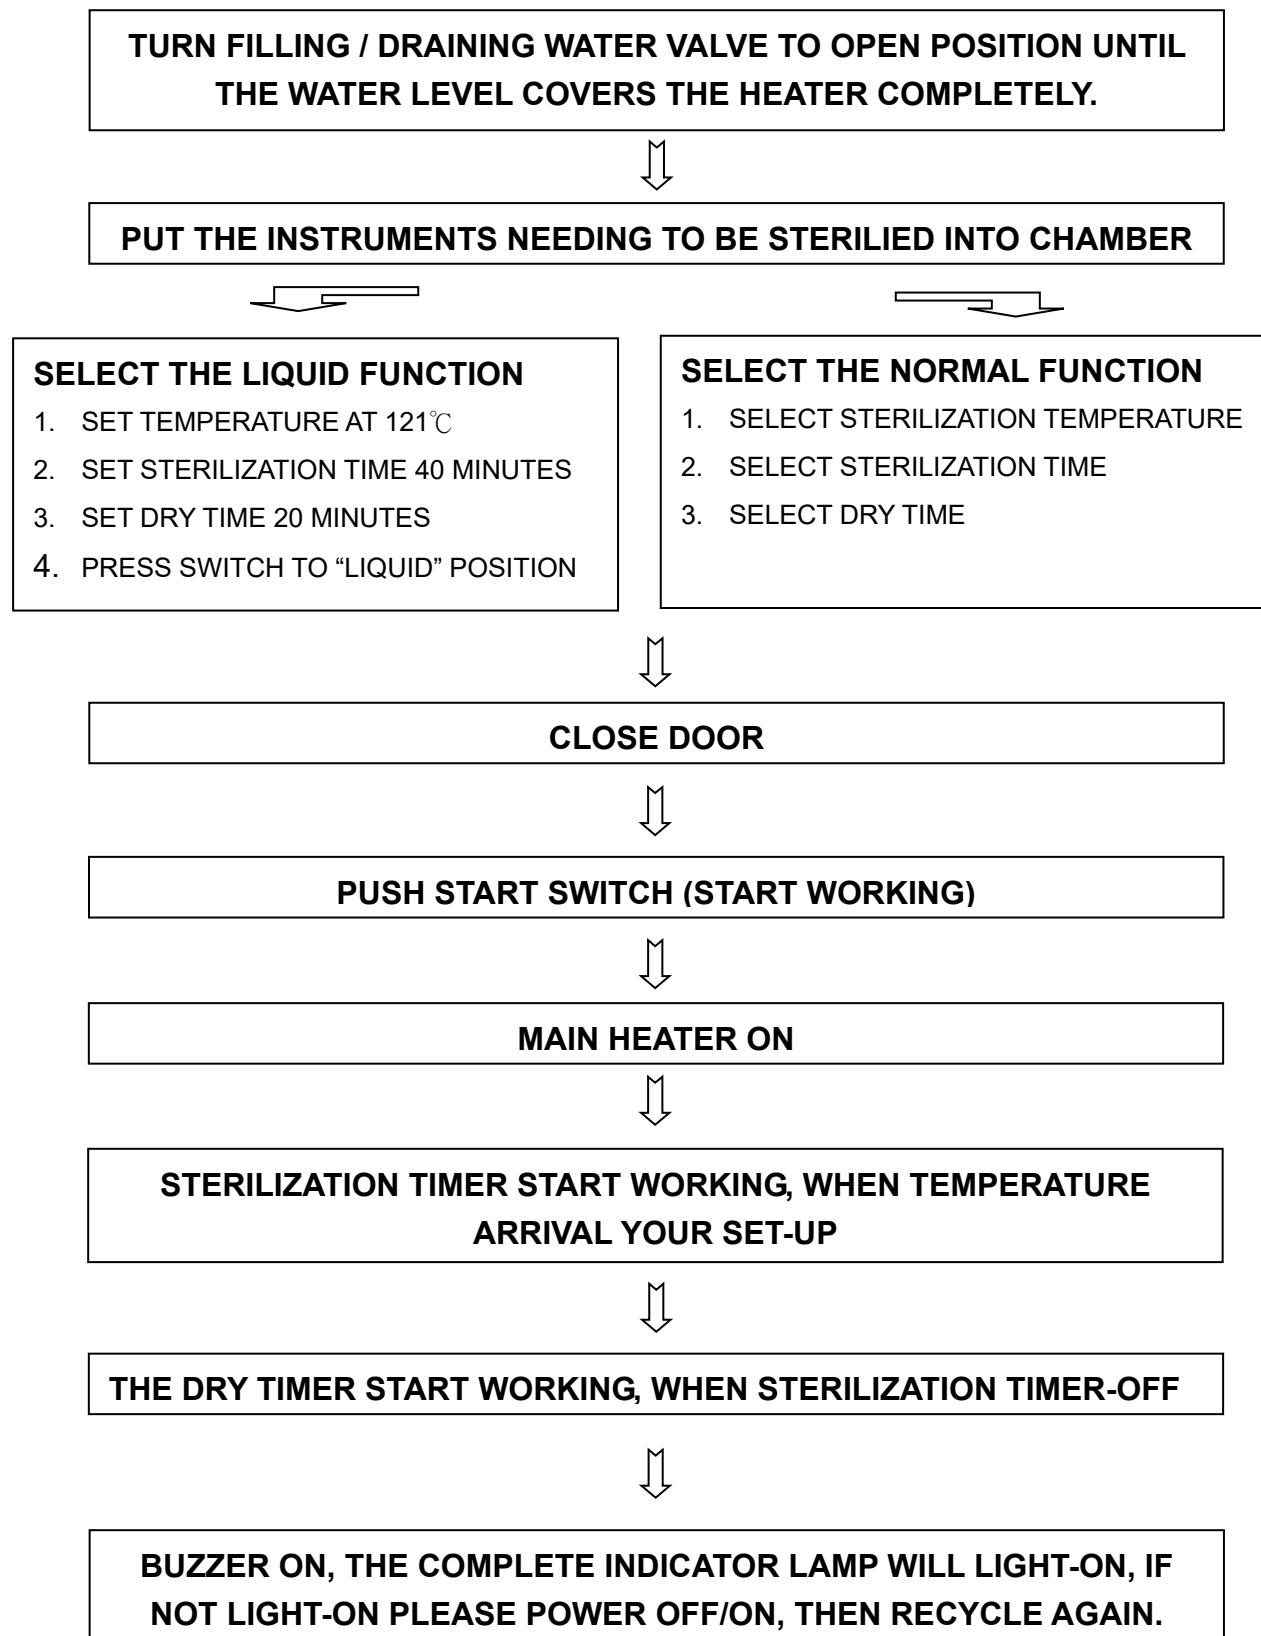 TURN FILLING / DRAINING WATER VALVE TO OPEN POSITION UNTIL
THE WATER LEVEL COVERS THE HEATER COMPLETELY.
PUT THE INSTRUMENTS NEEDING TO BE STERILIED INTO CHAMBER
SELECT THE LIQUID FUNCTION
1. SET TEMPERATURE AT 121℃
2. SET STERILIZATION TIME 40 MINUTES
3. SET DRY TIME 20 MINUTES
4. PRESS SWITCH TO “LIQUID” POSITION
SELECT THE NORMAL FUNCTION
1. SELECT STERILIZATION TEMPERATURE
2. SELECT STERILIZATION TIME
3. SELECT DRY TIME
CLOSE DOOR
PUSH START SWITCH (START WORKING)
MAIN HEATER ON
STERILIZATION TIMER START WORKING, WHEN TEMPERATURE
ARRIVAL YOUR SET-UP
THE DRY TIMER START WORKING, WHEN STERILIZATION TIMER-OFF
BUZZER ON, THE COMPLETE INDICATOR LAMP WILL LIGHT-ON, IF
NOT LIGHT-ON PLEASE POWER OFF/ON, THEN RECYCLE AGAIN.